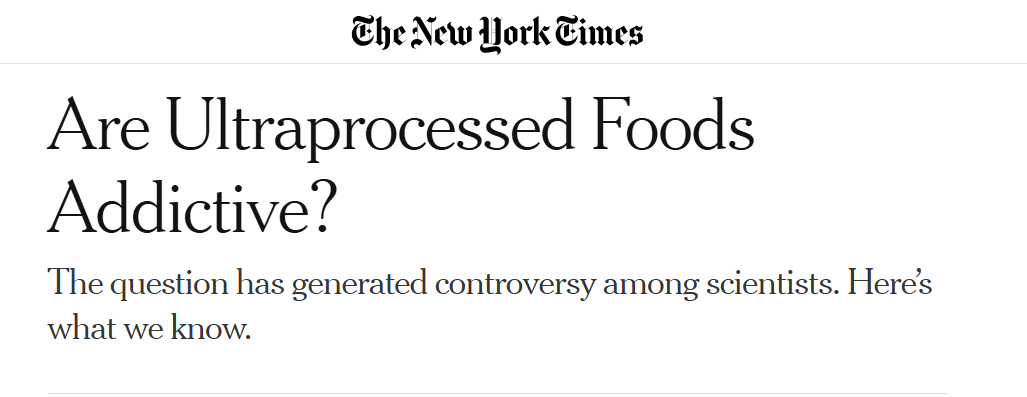 The New York Times
Are Ultraprocessed Foods
Addictive?
The question has generated controversy among scientists. Here’s
what we know.